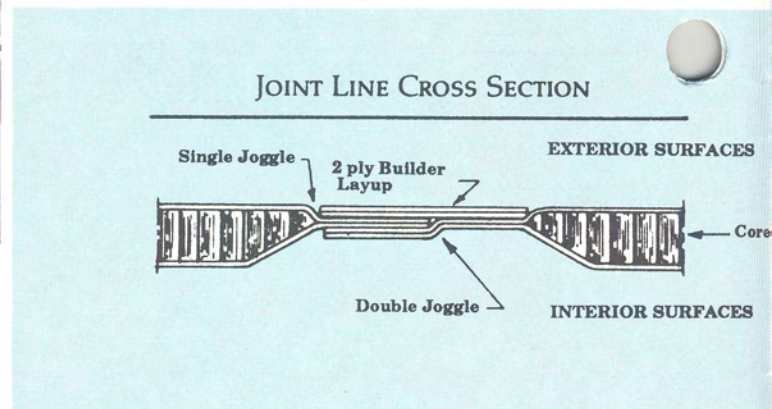 JOINT LINE CROSS SECTION
EXTERIOR SURFACES
Single Joggle
2 ply Builder
Layup
Core
Double Joggle
INTERIOR SURFACES